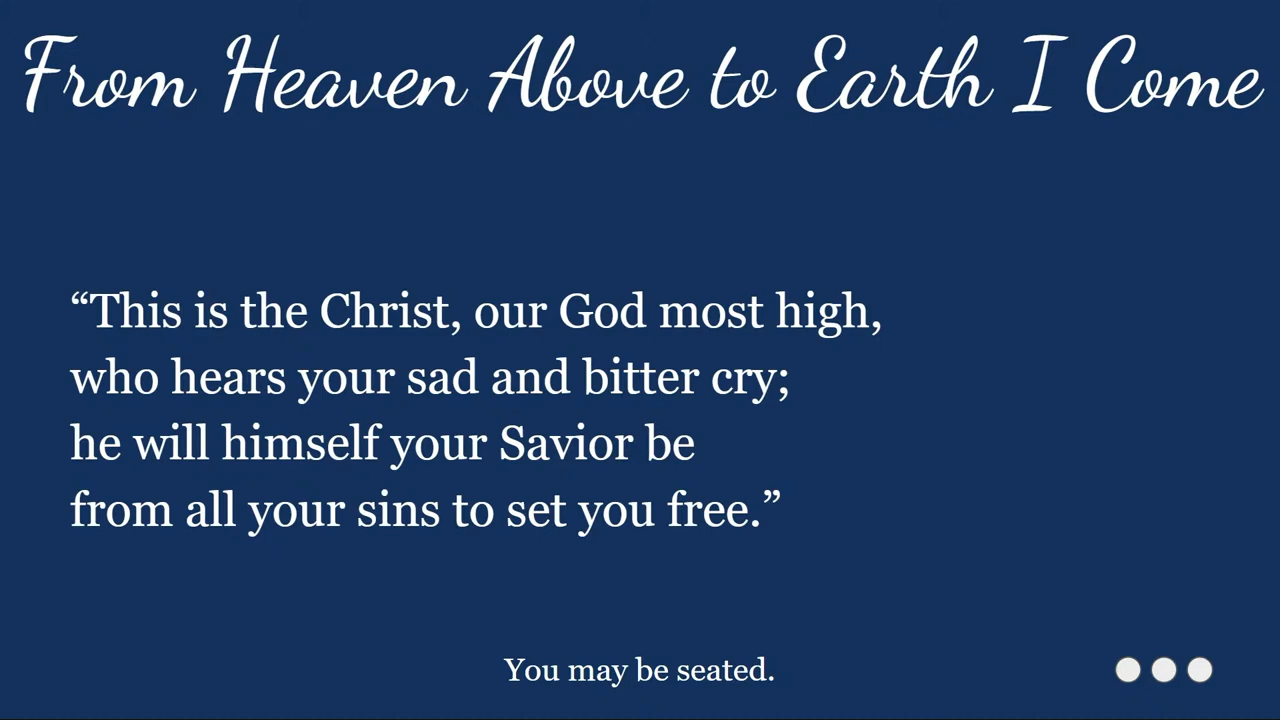 From Heaven Above to Earth I Come
“This is the Christ, our God most high,
who hears your sad and bitter cry;
he will himself your Savior be
from all your sins to set you free.”
You may be seated.